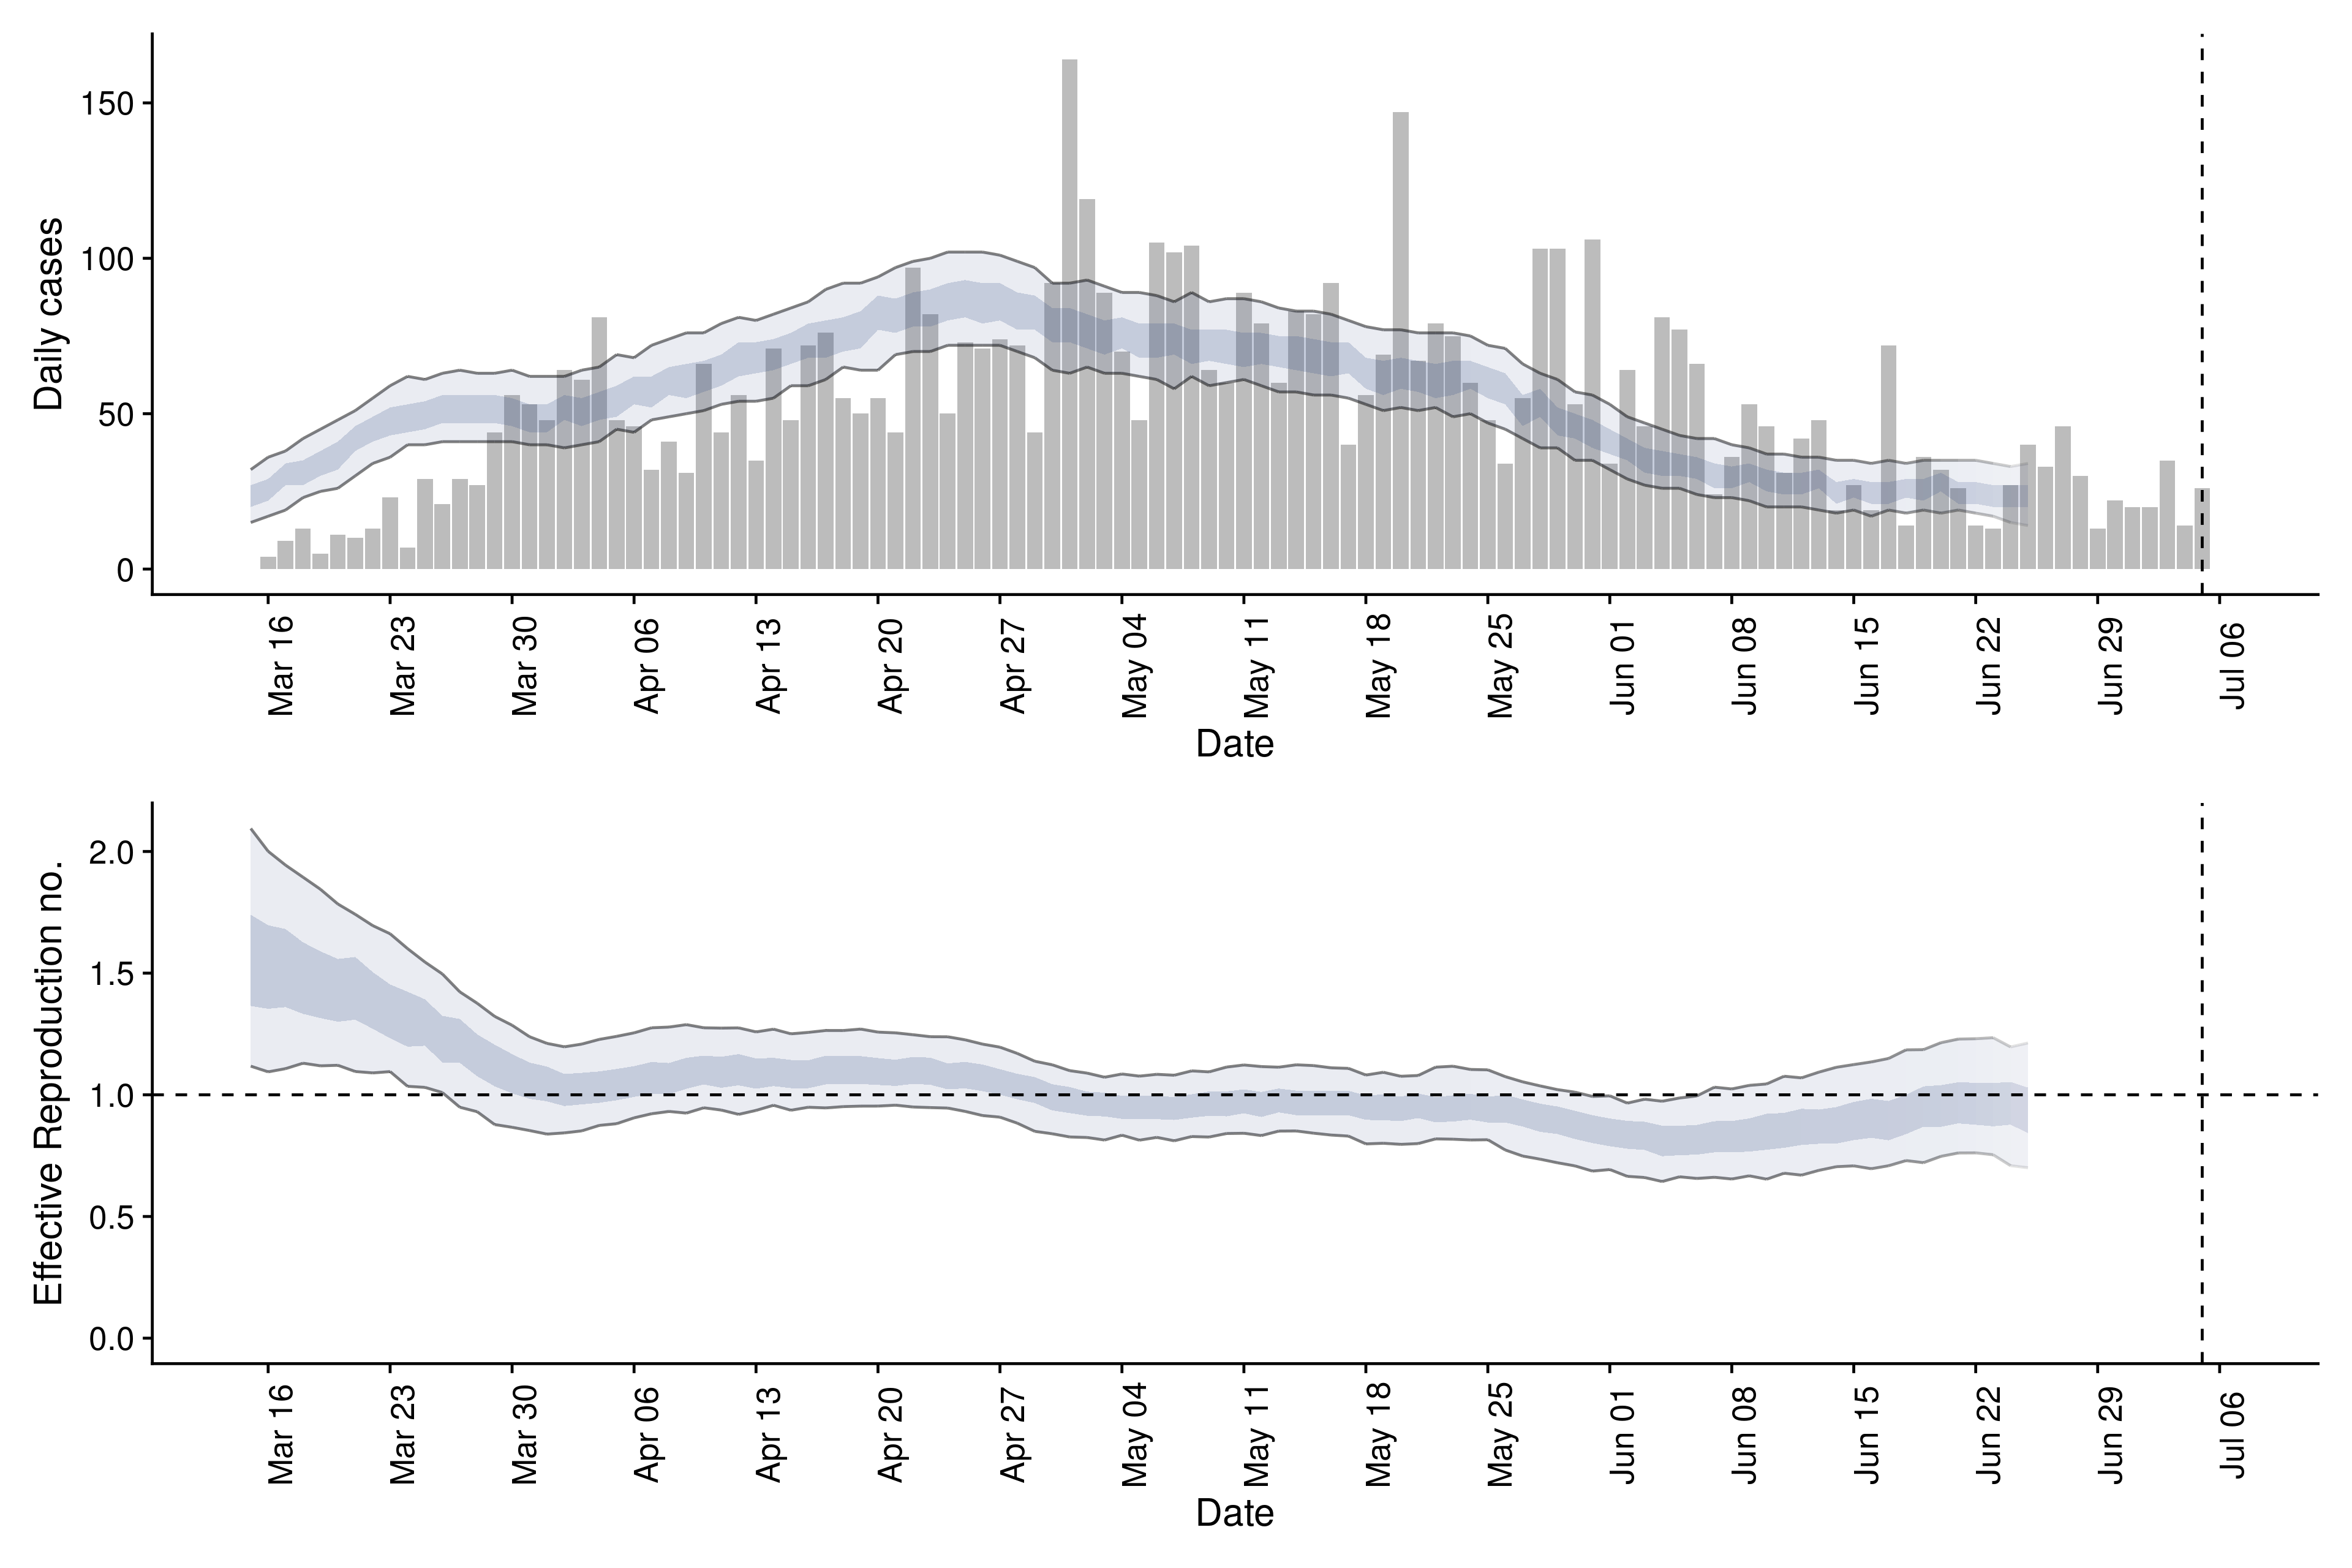 Daily cases
150
100
50
0
Mar 16
Mar 23
Mar 30
Apr 06
Apr 13
Apr 20
Apr 27
May 04
May 11
May 18
May 25
Jun 01
Jun 08
Jun 15
Jun 22
Jun 29
Jul 06
Date
Effective Reproduction no.
2.0
1.5
1.0
0.5
0.0
Mar 16
Mar 23
Mar 30
Apr 06
Apr 13
Apr 20
Apr 27
May 04
May 11
May 18
May 25
Jun 01
Jun 08
Jun 15
Jun 22
Jun 29
Jul 06
Date